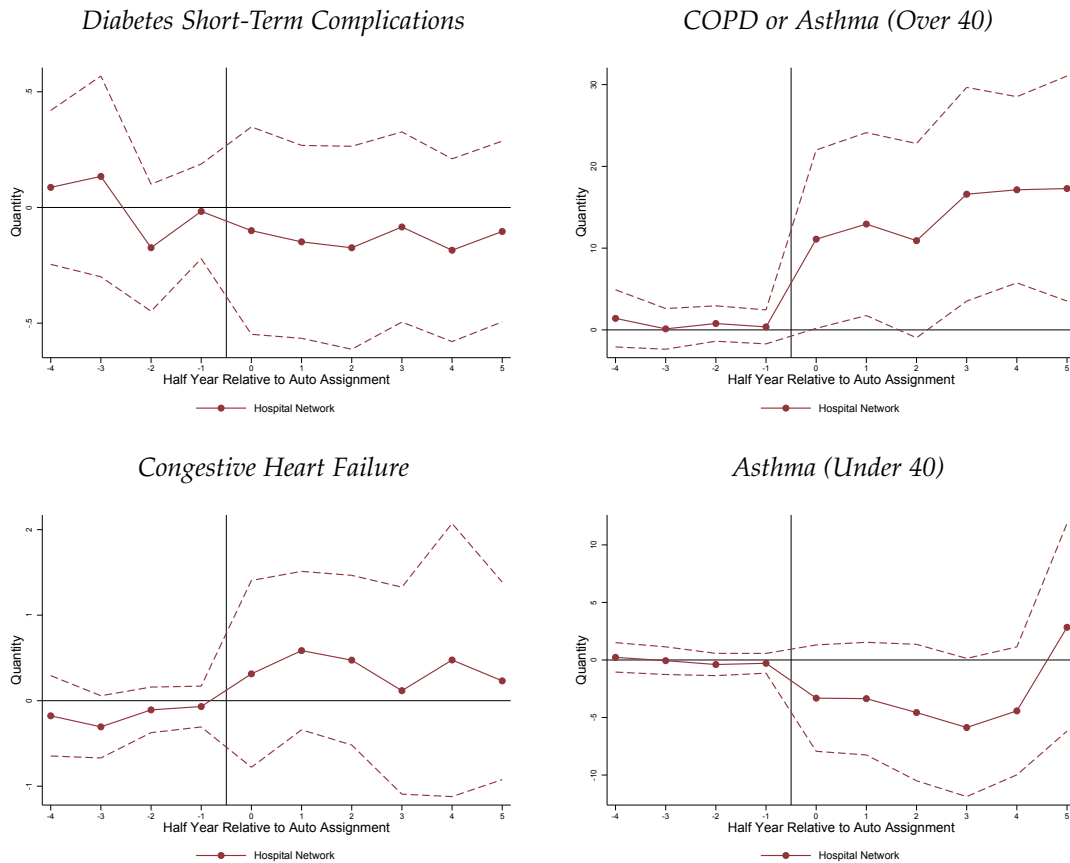 Diabetes Short-Term Complications
Quantity
.5
0
-.5
-4 -3 -2 -1 0 1 2 3 4 5
Half Year Relative to Auto Assignment
Hospital Network
COPD or Asthma (Over 40)
Quantity
30
20
10
0
-4 -3 -2 -1 0 1 2 3 4 5
Half Year Relative to Auto Assignment
Hospital Network
Congestive Heart Failure
Quantity
2
1
0
-1
-4 -3 -2 -1 0 1 2 3 4 5
Half Year Relative to Auto Assignment
Hospital Network
Asthma (Under 40)
Quantity
10
5
0
-5
-10
-4 -3 -2 -1 0 1 2 3 4 5
Half Year Relative to Auto Assignment
Hospital Network